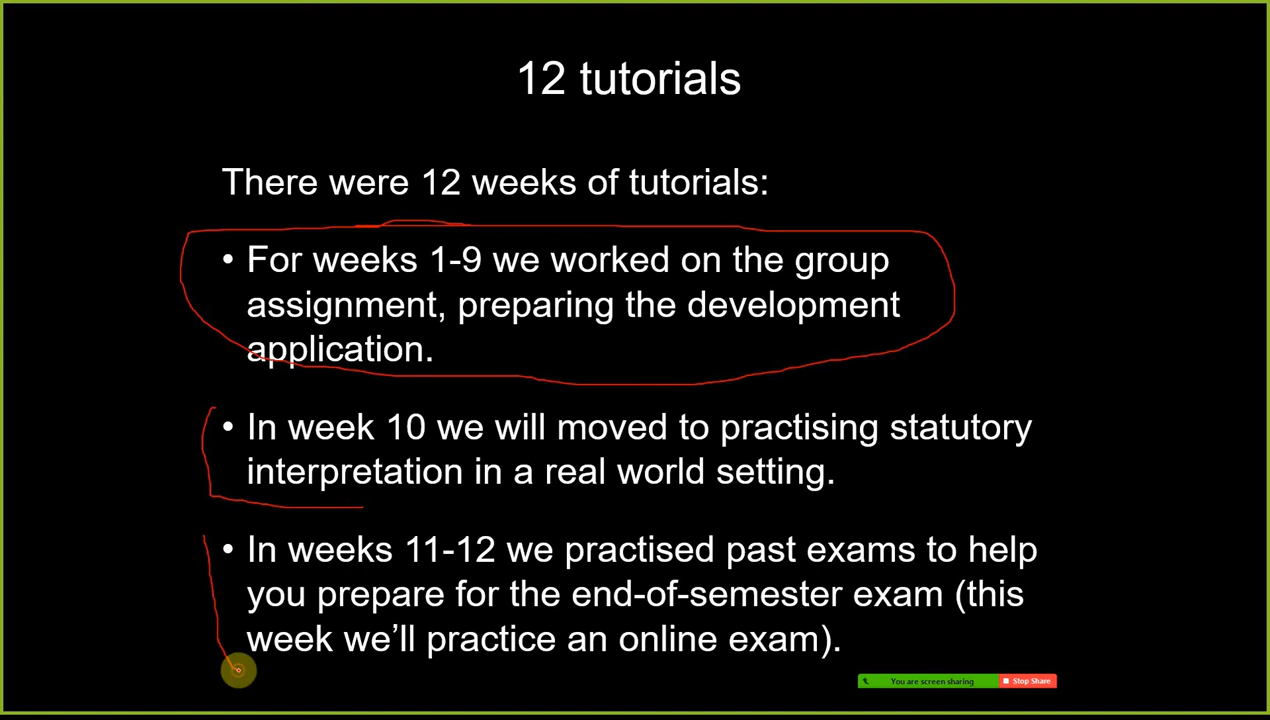 12 tutorials
There were 12 weeks of tutorials:
• For weeks 1-9 we worked on the group
assignment, preparing the development
application.
• In week 10 we will moved to practising statutory
interpretation in a real world setting.
• In weeks 11-12 we practised past exams to help
you prepare for the end-of-semester exam (this
week we’ll practice an online exam).
You are screen sharing Stop Share